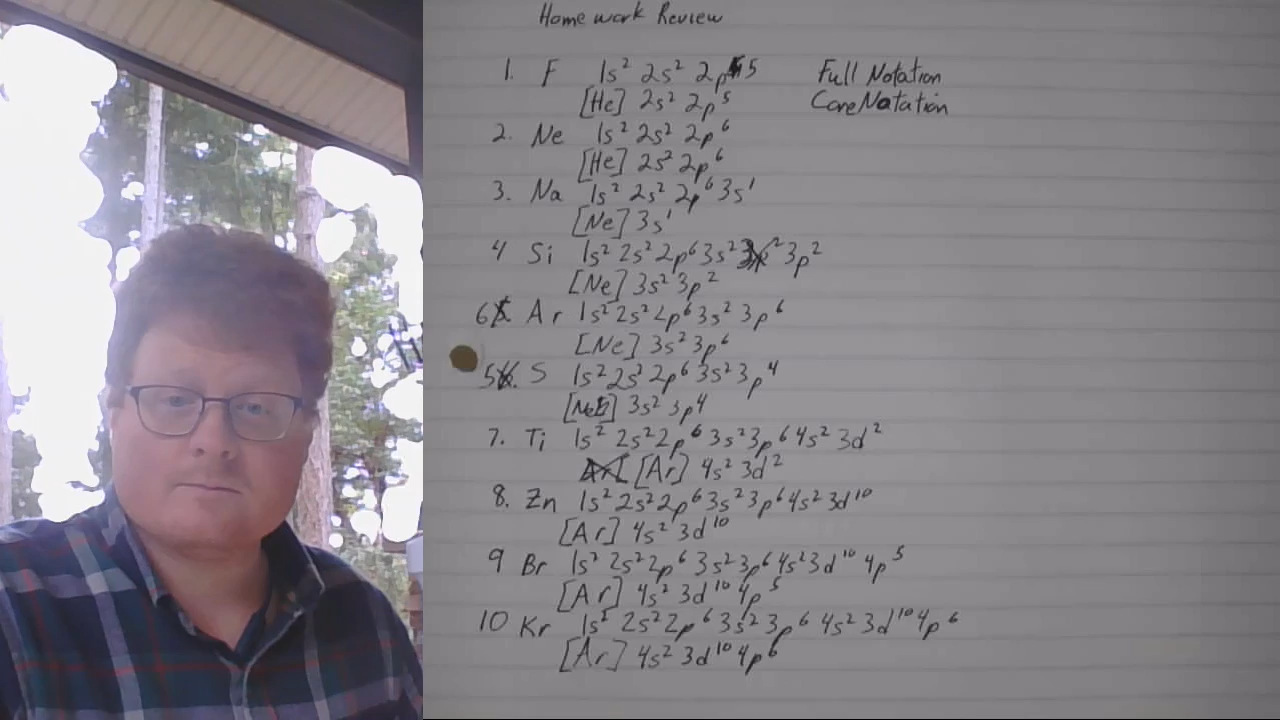 Home work Review
1. F 1s² 2s² 2p5 Full Notation
[He] 2s² 2p⁵ Core Notation
2. Ne 1s² 2s² 2p⁶
[He] 2s² 2p⁶
3. Na 1s² 2s² 2p⁶ 3s¹
[Ne] 3s¹
4 Si 1s² 2s² 2p⁶ 3s² ² 3p²
[Ne] 3s² 3p²
6. Ar 1s² 2s² 2p⁶ 3s² 3p⁶
[Ne] 3s² 3p⁶
5. S 1s² 2s² 2p⁶ 3s² 3p⁴
[Ne] 3s² 3p⁴
7. Ti 1s² 2s² 2p⁶ 3s² 3p⁶ 4s² 3d²
[Ar] 4s² 3d²
8. Zn 1s² 2s² 2p⁶ 3s² 3p⁶ 4s² 3d¹⁰
[Ar] 4s² 3d¹⁰
9 Br 1s² 2s² 2p⁶ 3s² 3p⁶ 4s² 3d¹⁰ 4p⁵
[Ar] 4s² 3d¹⁰ 4p⁵
10 Kr 1s² 2s² 2p⁶ 3s² 3p⁶ 4s² 3d¹⁰ 4p⁶
[Ar] 4s² 3d¹⁰ 4p⁶